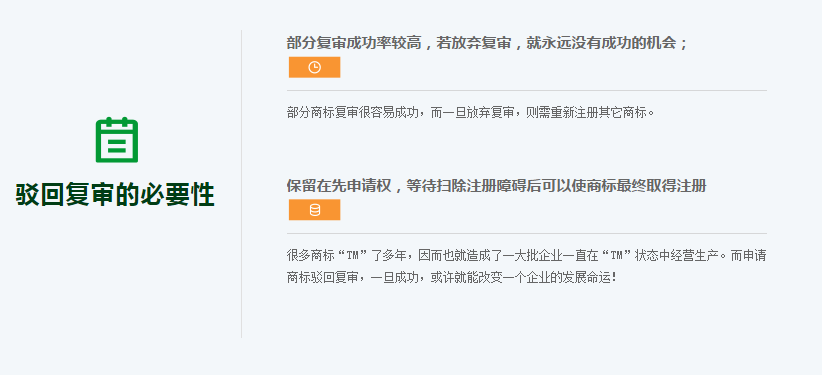 驳回复审的必要性
部分复审成功率较高，若放弃复审，就永远没有成功的机会；
部分商标复审很容易成功，而一旦放弃复审，则需重新注册其它商标。
保留在先申请权，等待扫除注册障碍后可以使商标最终取得注册
很多商标“TM”了多年，因而也就造成了一大批企业一直在“TM”状态中经营生产。而申请
商标驳回复审，一旦成功，或许就能改变一个企业的发展命运！